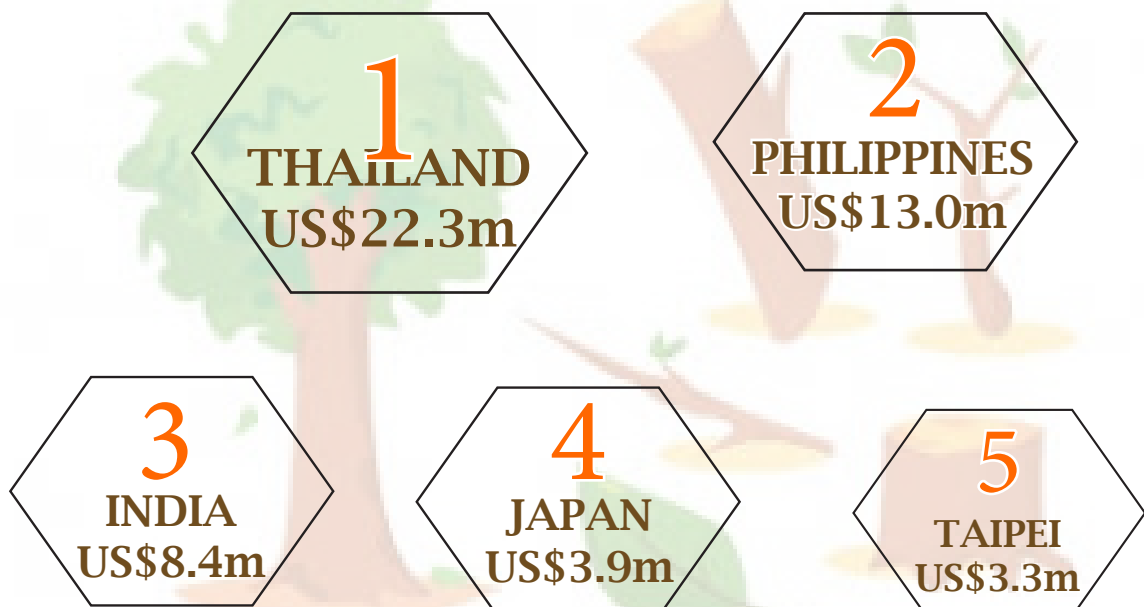 1
THAILAND
US$22.3m
2
PHILIPPINES
US$13.0m
3
INDIA
US$8.4m
4
JAPAN
US$3.9m
5
TAIPEI
US$3.3m